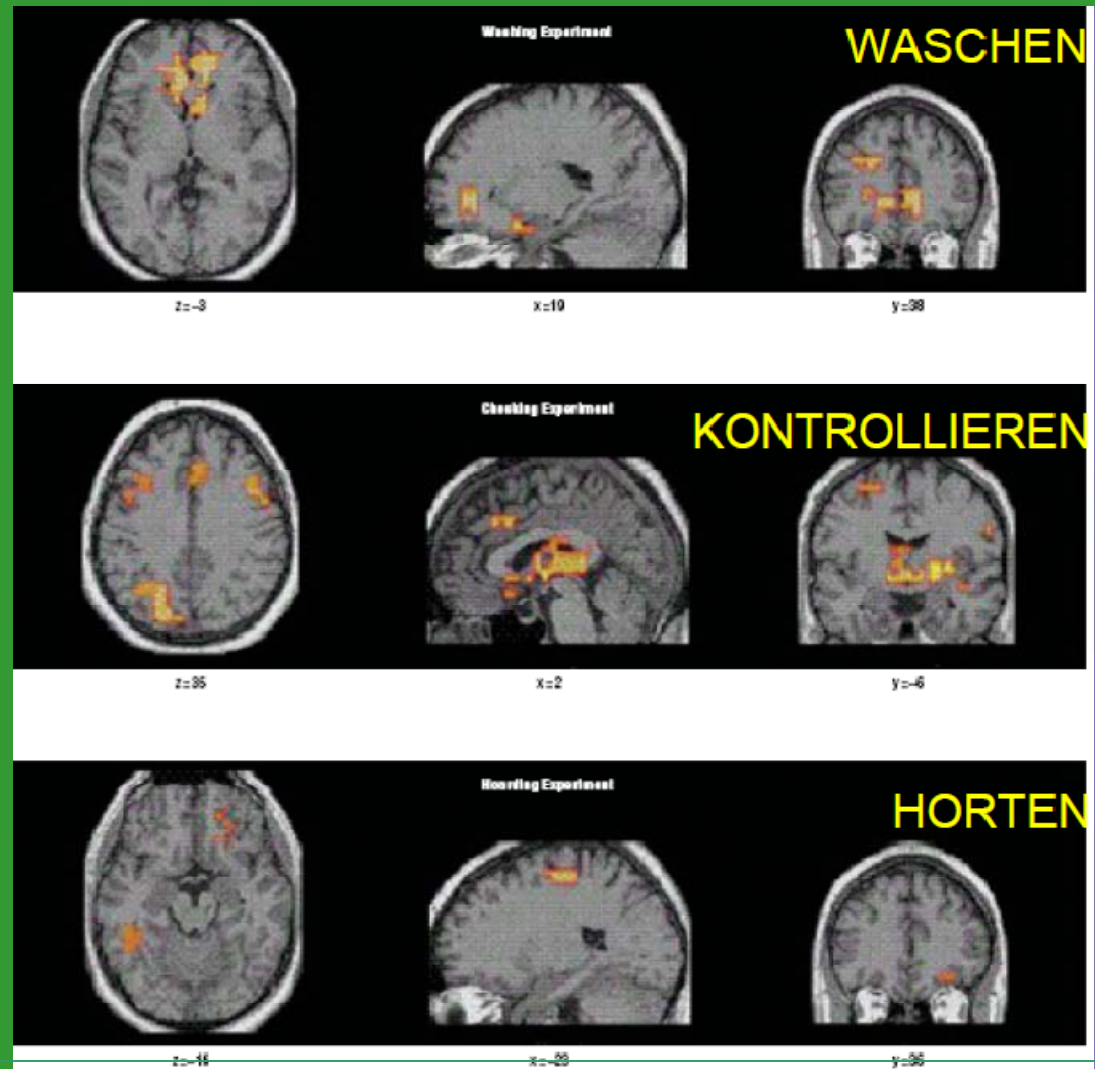 Washing Experiment
WASCHEN
z=-3
x=19
y=38
Checking Experiment
KONTROLLIEREN
z=35
x=2
y=-6
Hoarding Experiment
HORTEN